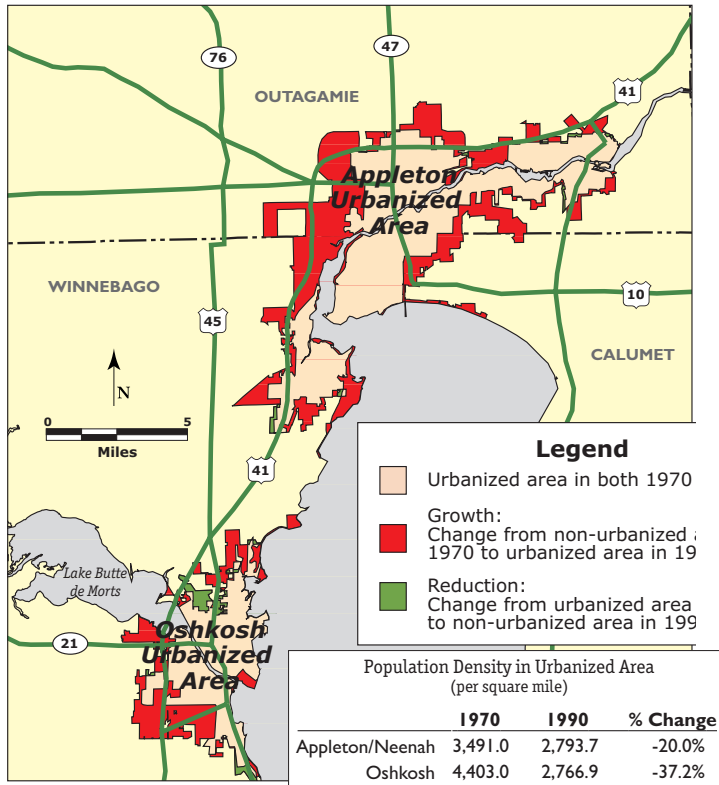 76
47
41
OUTAGAMIE
Appleton
Urbanized
Area
WINNEBAGO
10
45
CALUMET
N
0 5
Miles
41
Legend
Urbanized area in both 1970
Growth:
Change from non-urbanized
1970 to urbanized area in 19
Reduction:
Change from urbanized area
to non-urbanized area in 199
Lake Butte
de Morts
Oshkosh
Urbanized
Area
21
Population Density in Urbanized Area
(per square mile)
1970 1990 % Change
Appleton/Neenah 3,491.0 2,793.7 -20.0%
Oshkosh 4,403.0 2,766.9 -37.2%